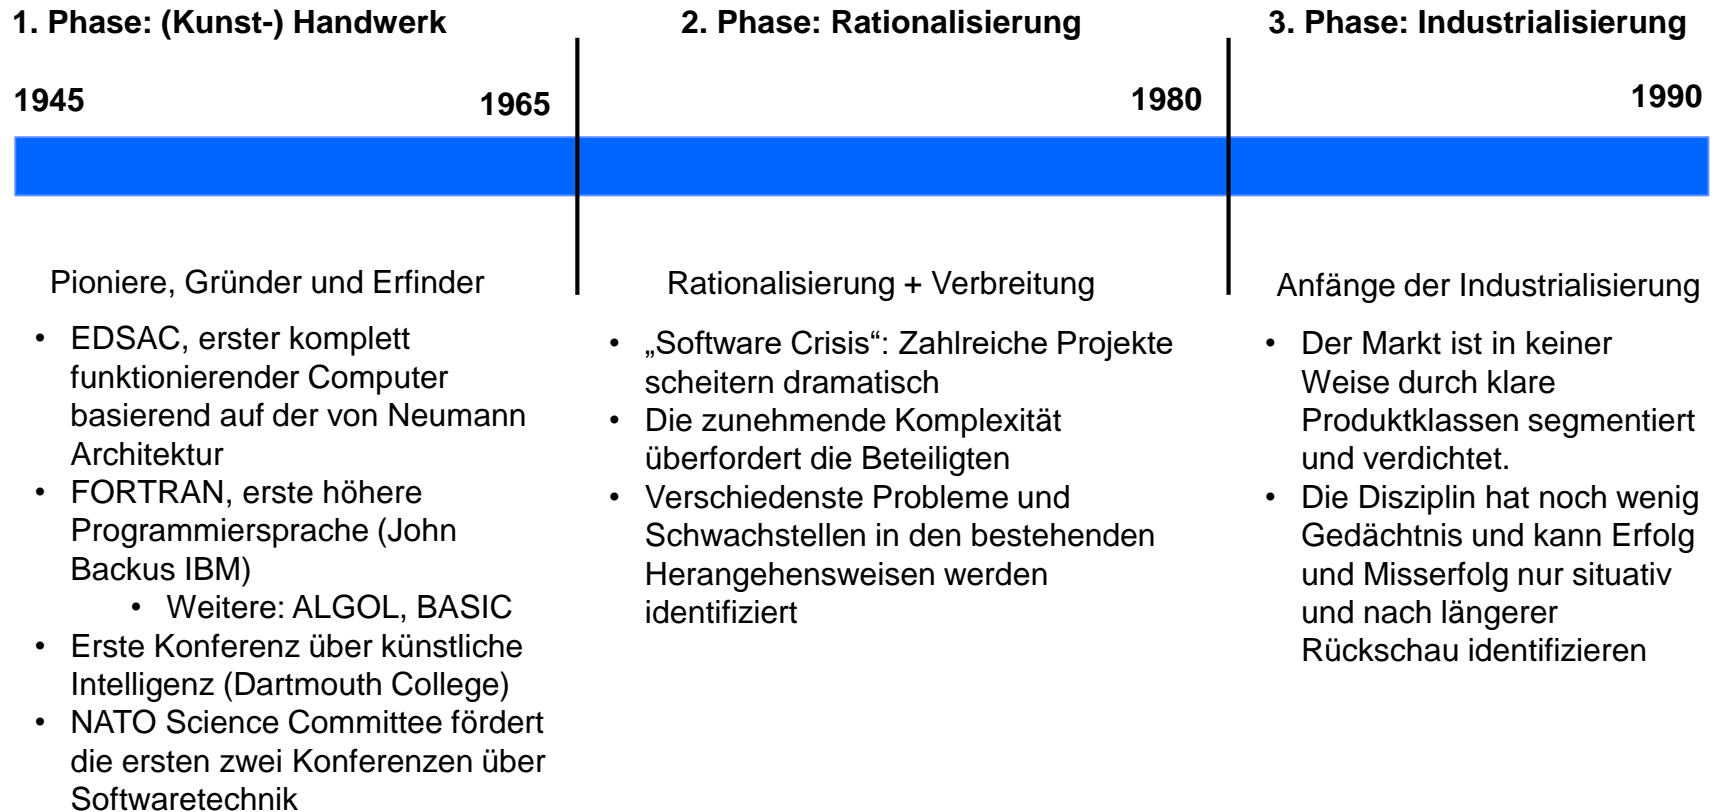 1. Phase: (Kunst-) Handwerk
2. Phase: Rationalisierung
3. Phase: Industrialisierung
1945
1965
1980
1990
Pioniere, Gründer und Erfinder
• EDSAC, erster komplett
funktionierender Computer
basierend auf der von Neumann
Architektur
• FORTRAN, erste höhere
Programmiersprache (John
Backus IBM)
• Weitere: ALGOL, BASIC
• Erste Konferenz über künstliche
Intelligenz (Dartmouth College)
• NATO Science Committee fördert
die ersten zwei Konferenzen über
Softwaretechnik
Rationalisierung + Verbreitung
• „Software Crisis“: Zahlreiche Projekte
scheitern dramatisch
• Die zunehmende Komplexität
überfordert die Beteiligten
• Verschiedenste Probleme und
Schwachstellen in den bestehenden
Herangehensweisen werden
identifiziert
Anfänge der Industrialisierung
• Der Markt ist in keiner
Weise durch klare
Produktklassen segmentiert
und verdichtet.
• Die Disziplin hat noch wenig
Gedächtnis und kann Erfolg
und Misserfolg nur situativ
und nach längerer
Rückschau identifizieren